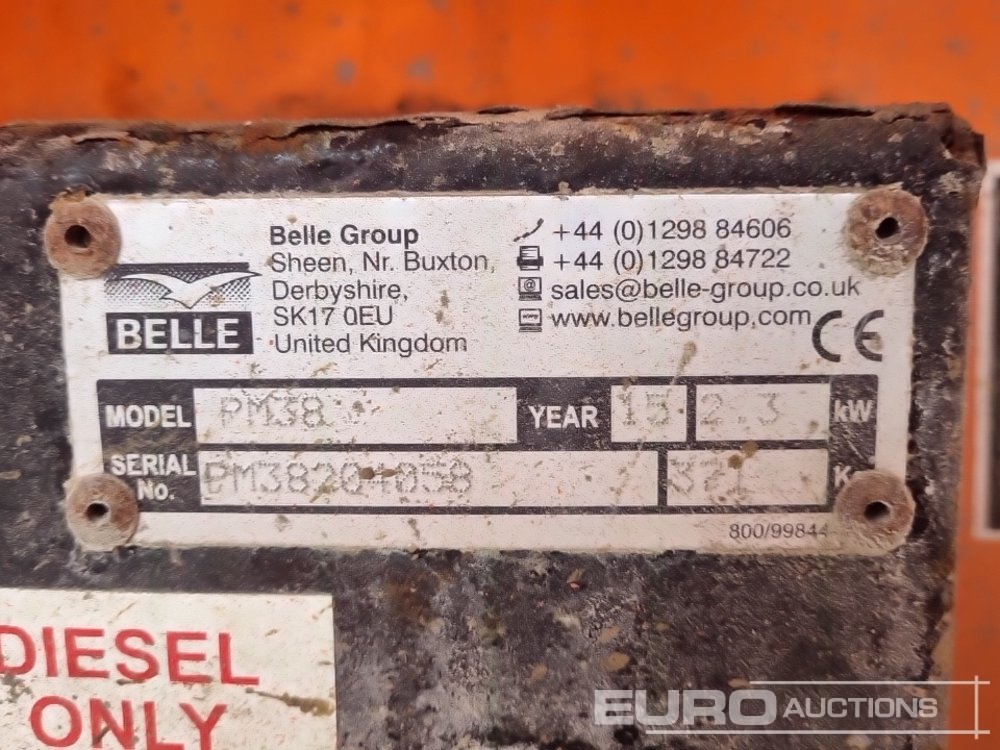 Belle Group
Sheen, Nr. Buxton,
Derbyshire,
SK17 0EU
United Kingdom
+44 (0)1298 84606
+44 (0)1298 84722
sales@belle-group.co.uk
www.bellegroup.com
CE
BELLE
MODEL PM38 YEAR 15 2.3 kW
SERIAL
No. PM38204058
800/99844
DIESEL
ONLY
EURO AUCTIONS